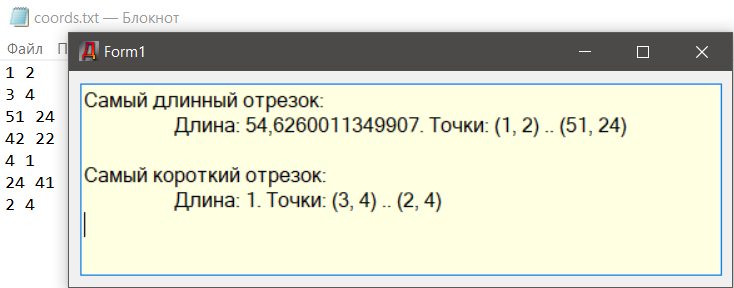 coords.txt — Блокнот
Файл
1 2
3 4
51 24
42 22
4 1
24 41
2 4
Form1
Самый длинный отрезок:
Длина: 54,6260011349907. Точки: (1, 2) .. (51, 24)
Самый короткий отрезок:
Длина: 1. Точки: (3, 4) .. (2, 4)